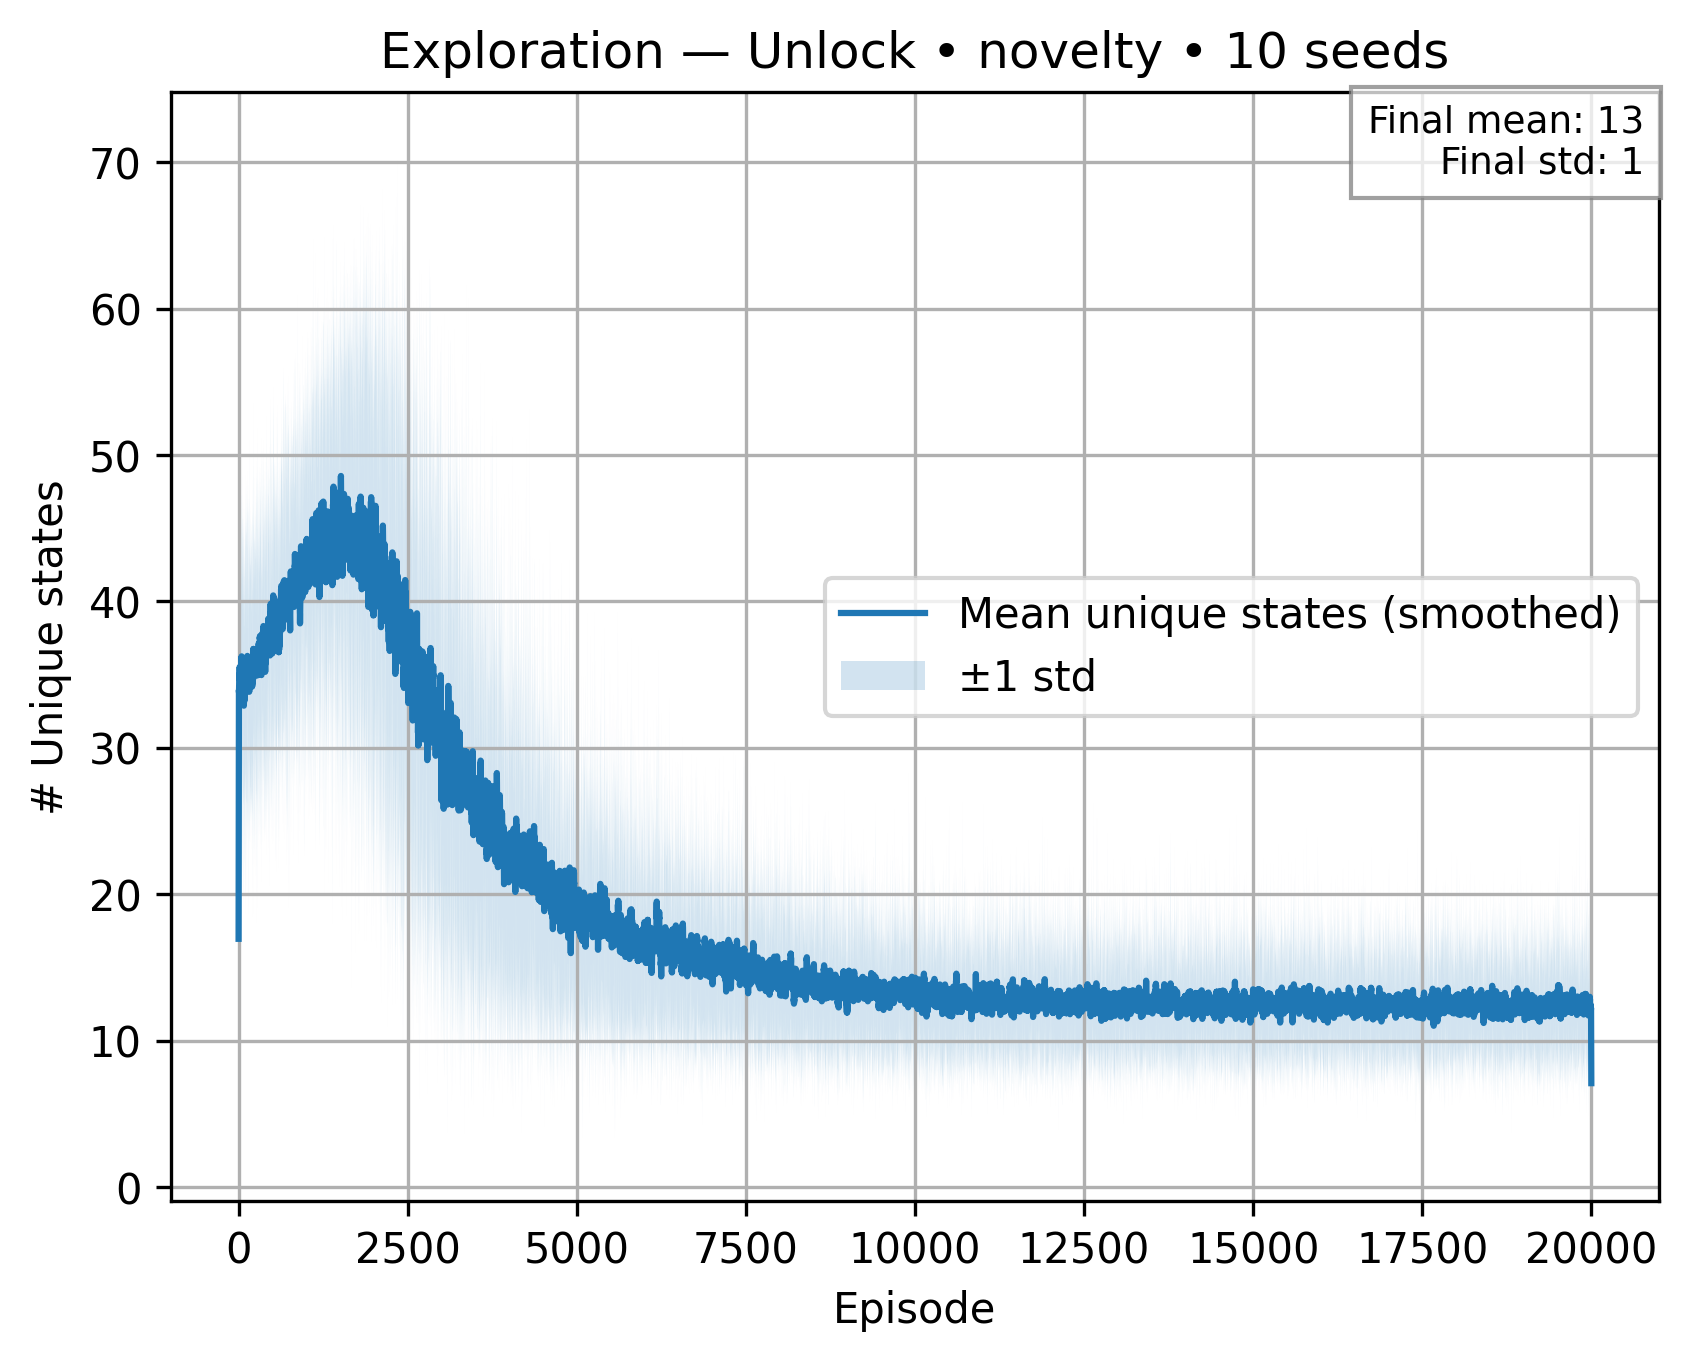 Exploration — Unlock • novelty • 10 seeds
Final mean: 13
Final std: 1
# Unique states
70
60
50
40
30
20
10
0
Mean unique states (smoothed)
±1 std
0 2500 5000 7500 10000 12500 15000 17500 20000
Episode